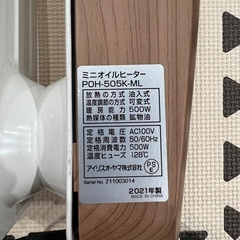 ミニオイルヒーター
POH-505K-ML
放熱の方式 油入式
温度調節の方式 可変式
暖房能力 500W
熱媒体の種類 鉱物油
定格電圧 AC100V
定格周波数 50/60Hz
定格消費電力 500W
温度ヒューズ 128℃
アイリスオーヤマ株式会社
PSE
Serial No. 211003014
2021年製
MADE IN CHINA